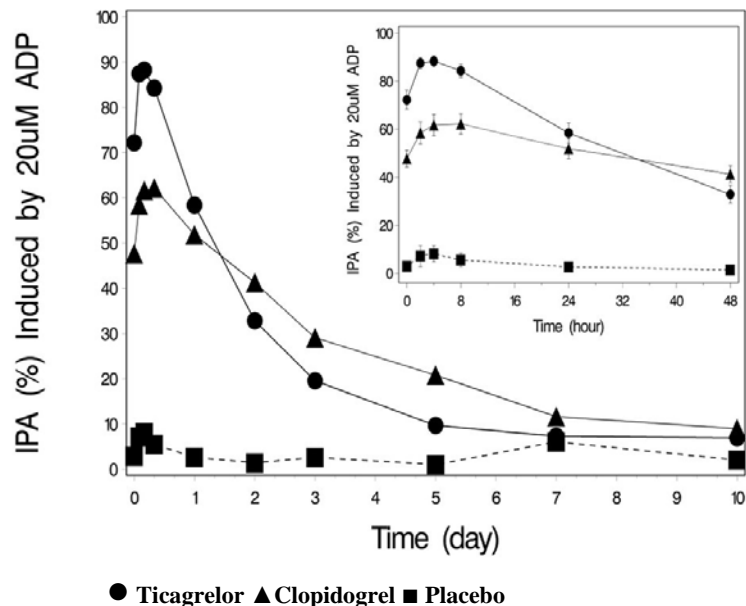 IPA (%) Induced by 20uM ADP
100
90
80
70
60
50
40
30
20
10
0
0 1 2 3 4 5 6 7 8 9 10
Time (day)
IPA (%) Induced by 20uM ADP
100
80
60
40
20
0
0 8 16 24 32 40 48
Time (hour)
● Ticagrelor ▲ Clopidogrel ■ Placebo